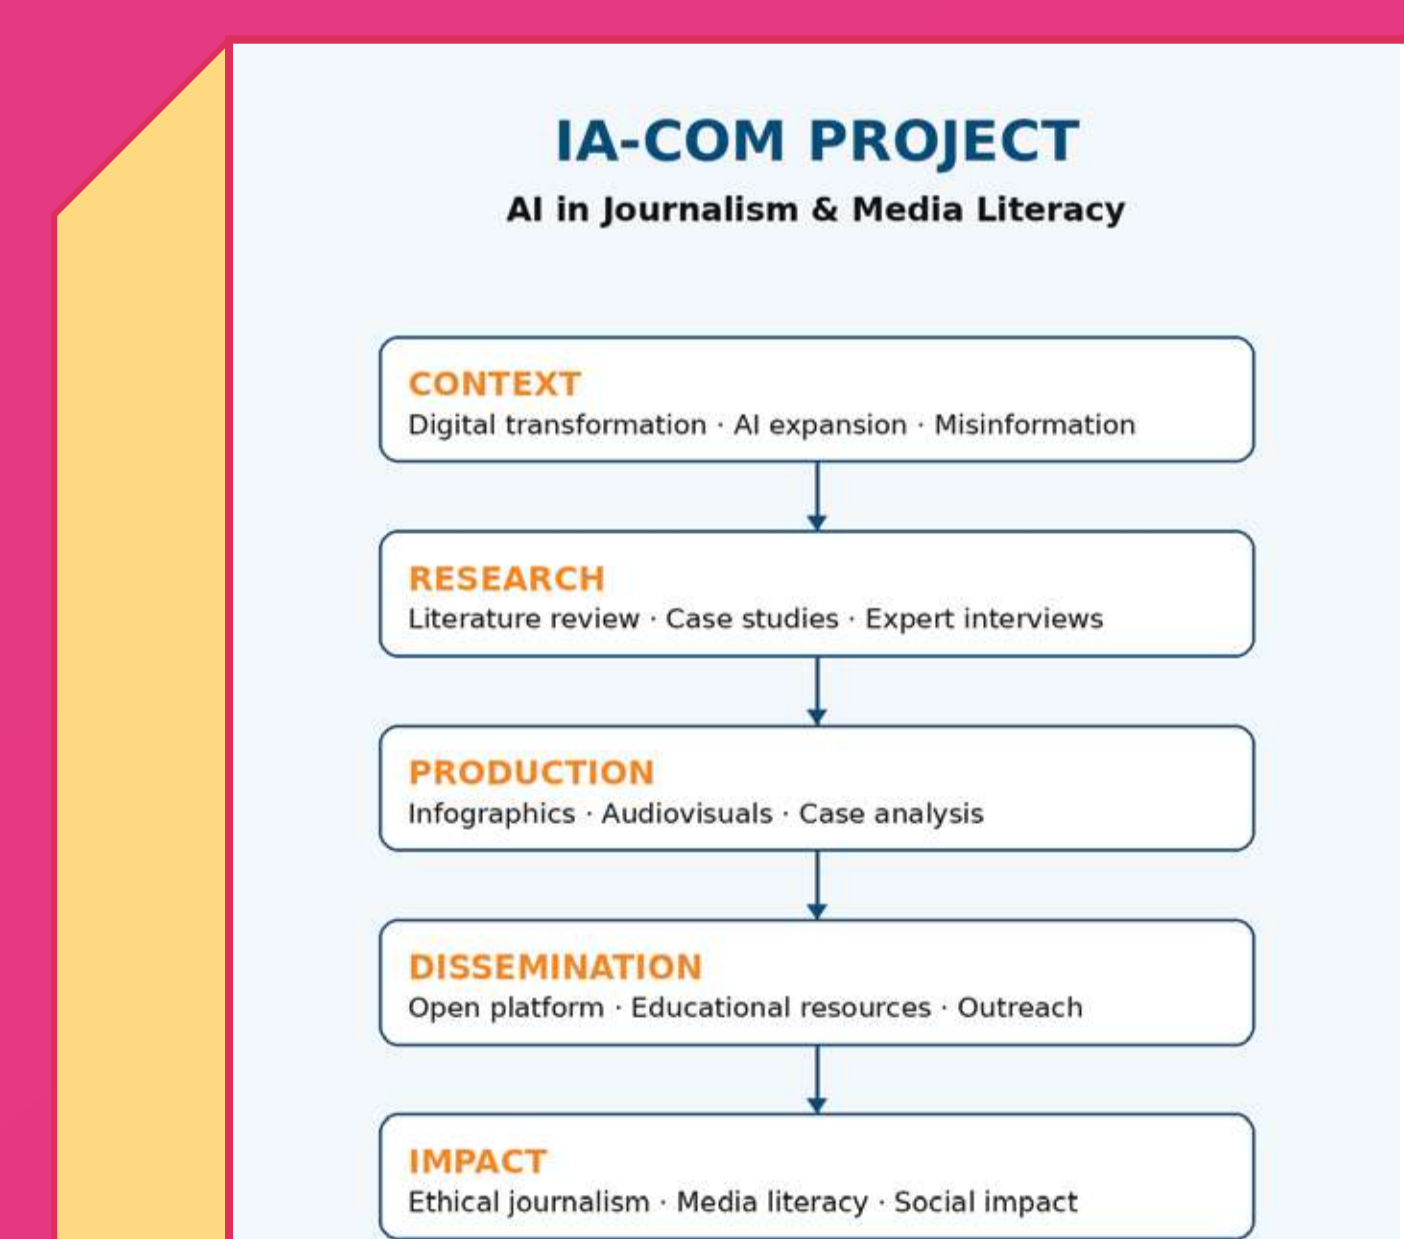 IA-COM PROJECT
AI in Journalism & Media Literacy
CONTEXT
Digital transformation · AI expansion · Misinformation
RESEARCH
Literature review · Case studies · Expert interviews
PRODUCTION
Infographics · Audiovisuals · Case analysis
DISSEMINATION
Open platform · Educational resources · Outreach
IMPACT
Ethical journalism · Media literacy · Social impact